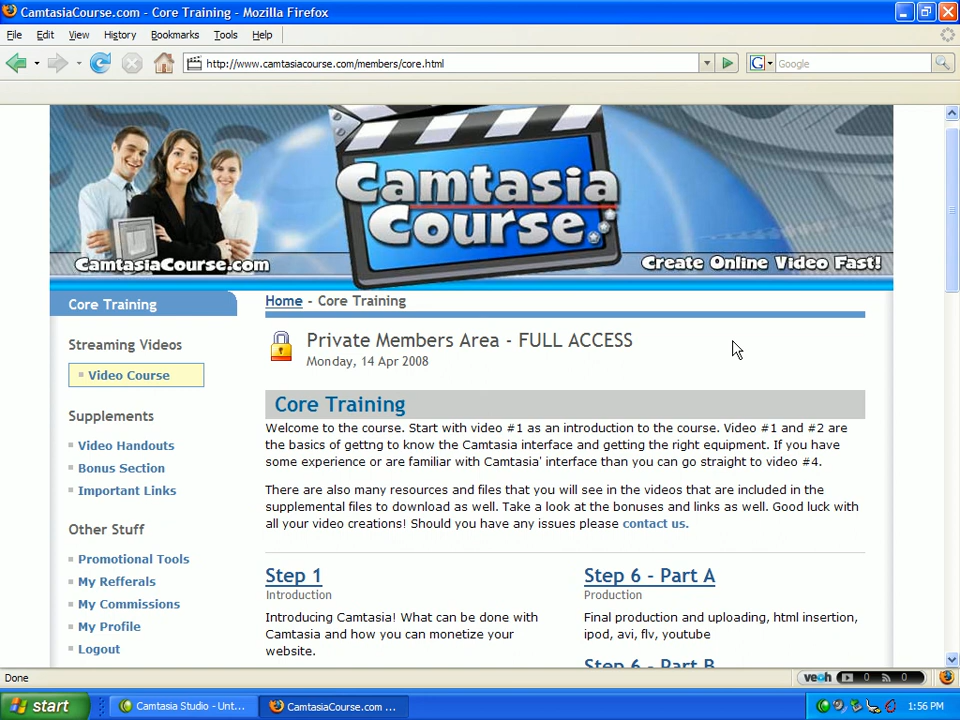 CamtasiaCourse.com - Core Training - Mozilla Firefox
File Edit View History Bookmarks Tools Help
http://www.camtasiacourse.com/members/core.html
Google
Camtasia
Course
CamtasiaCourse.com
Create Online Video Fast!
Core Training
Home - Core Training
Private Members Area - FULL ACCESS
Monday, 14 Apr 2008
Streaming Videos
Video Course
Supplements
Video Handouts
Bonus Section
Important Links
Other Stuff
Promotional Tools
My Refferals
My Commissions
My Profile
Logout
Core Training
Welcome to the course. Start with video #1 as an introduction to the course. Video #1 and #2 are
the basics of gettng to know the Camtasia interface and getting the right equipment. If you have
some experience or are familiar with Camtasia' interface than you can go straight to video #4.
There are also many resources and files that you will see in the videos that are included in the
supplemental files to download as well. Take a look at the bonuses and links as well. Good luck with
all your video creations! Should you have any issues please contact us.
Step 1
Introduction
Introducing Camtasia! What can be done with
Camtasia and how you can monetize your
website.
Step 6 - Part A
Production
Final production and uploading, html insertion,
ipod, avi, flv, youtube
Step 6 - Part B
Done
veoh 0 0
start
Camtasia Studio - Unt...
CamtasiaCourse.com ...
1:56 PM